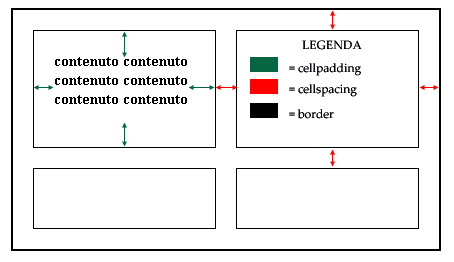 contenuto contenuto
contenuto contenuto
contenuto contenuto
LEGENDA
= cellpadding
= cellspacing
= border